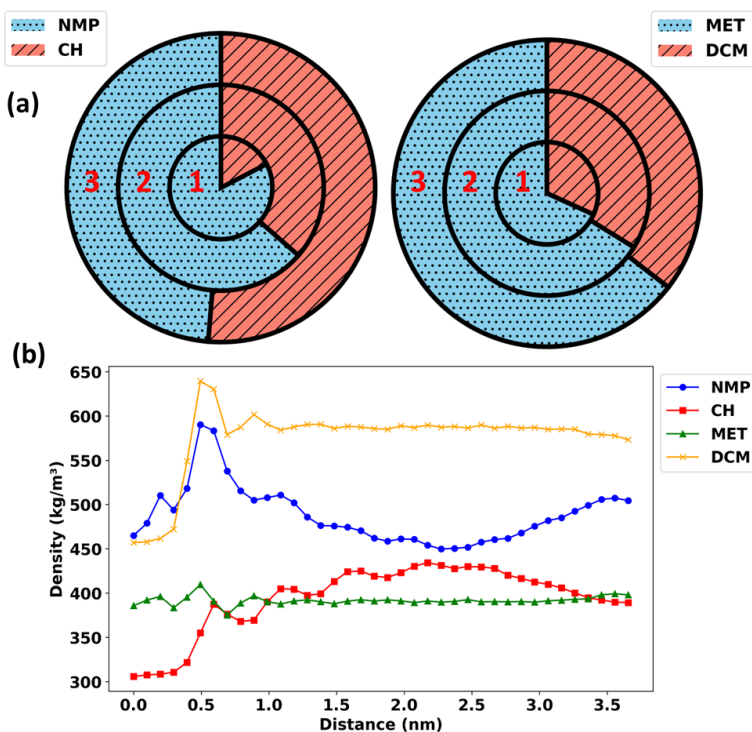 NMP
CH
MET
DCM
(a)
3 2 1
3 2 1
(b)
650
600
550
500
450
400
350
300
Density (kg/m³)
0.0 0.5 1.0 1.5 2.0 2.5 3.0 3.5
Distance (nm)
NMP
CH
MET
DCM